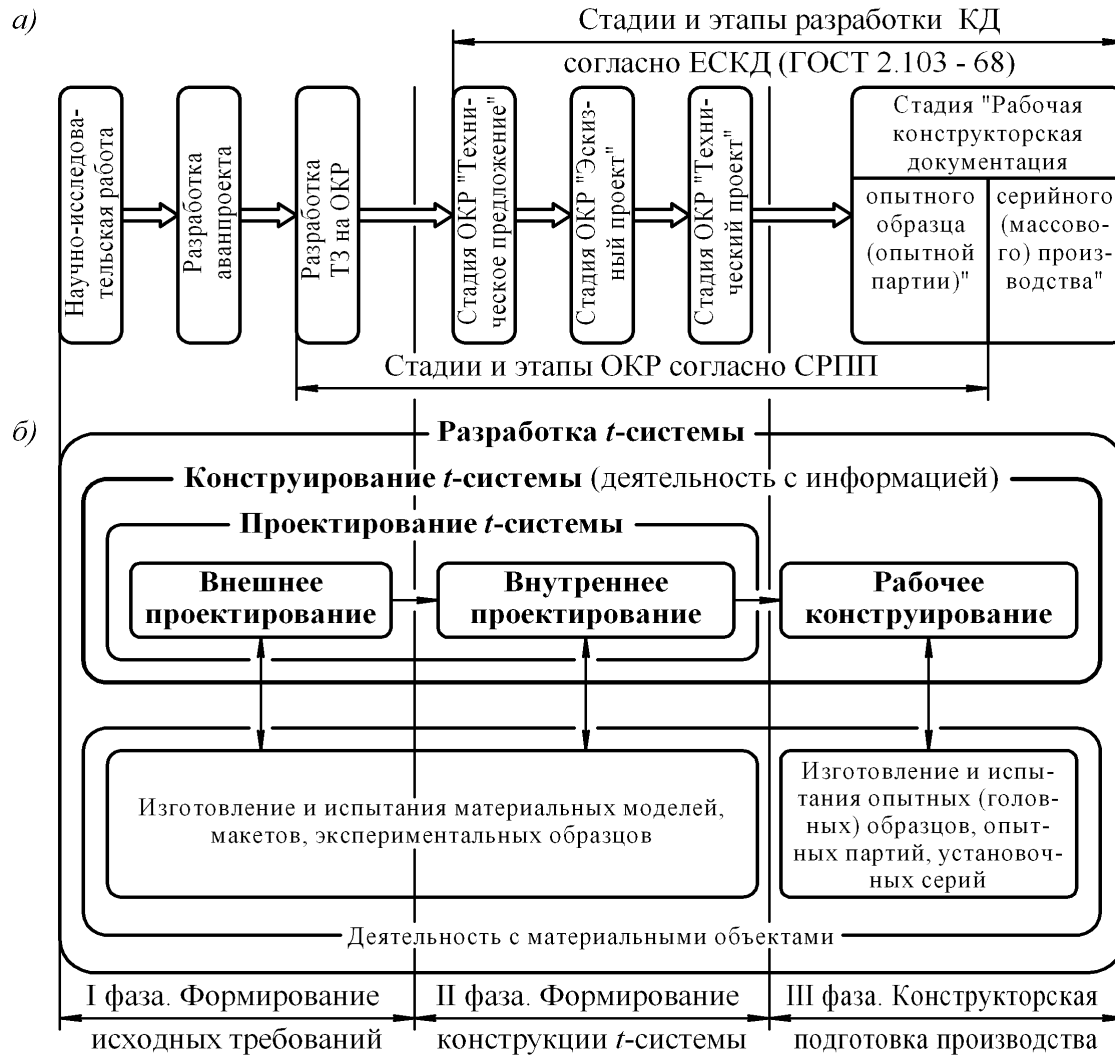 а)
Стадии и этапы разработки КД
согласно ЕСКД (ГОСТ 2.103 - 68)
Научно-исследова-
тельская работа
Разработка
аванпроекта
Разработка
ТЗ на ОКР
Стадия ОКР "Техни-
ческое предложение"
Стадия ОКР "Эскиз-
ный проект"
Стадия ОКР "Техни-
ческий проект"
Стадия "Рабочая
конструкторская
документация
опытного
образца
(опытной
партии)"
серийного
(массово-
го) произ-
водства"
Стадии и этапы ОКР согласно СРПП
б)
Разработка t-системы
Конструирование t-системы (деятельность с информацией)
Проектирование t-системы
Внешнее
проектирование
Внутреннее
проектирование
Рабочее
конструирование
Изготовление и испытания материальных моделей,
макетов, экспериментальных образцов
Изготовление и испы-
тания опытных (голов-
ных) образцов, опыт-
ных партий, установоч-
ных серий
Деятельность с материальными объектами
I фаза. Формирование
исходных требований
II фаза. Формирование
конструкции t-системы
III фаза. Конструкторская
подготовка производства